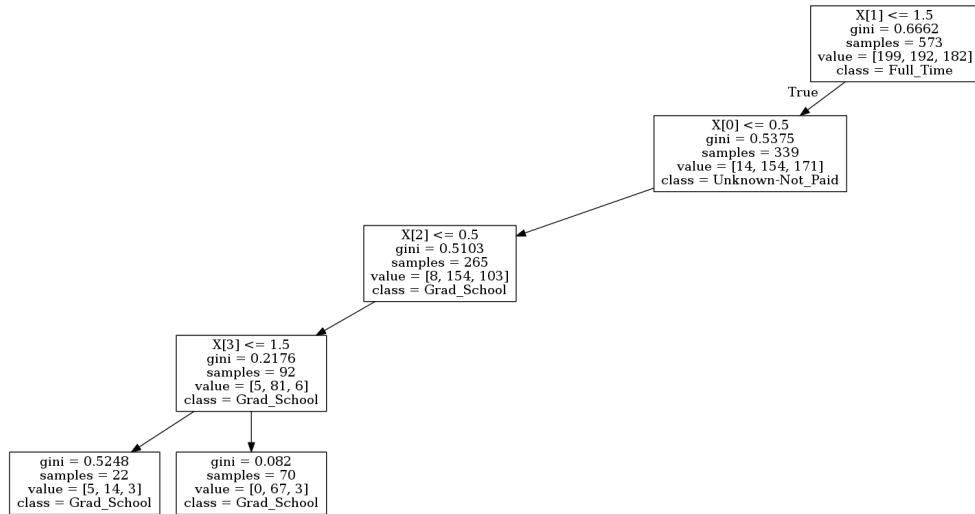 X[1] <= 1.5
gini = 0.6662
samples = 573
value = [199, 192, 182]
class = Full_Time
True
X[0] <= 0.5
gini = 0.5375
samples = 339
value = [14, 154, 171]
class = Unknown-Not_Paid
X[2] <= 0.5
gini = 0.5103
samples = 265
value = [8, 154, 103]
class = Grad_School
X[3] <= 1.5
gini = 0.2176
samples = 92
value = [5, 81, 6]
class = Grad_School
gini = 0.5248
samples = 22
value = [5, 14, 3]
class = Grad_School
gini = 0.082
samples = 70
value = [0, 67, 3]
class = Grad_School